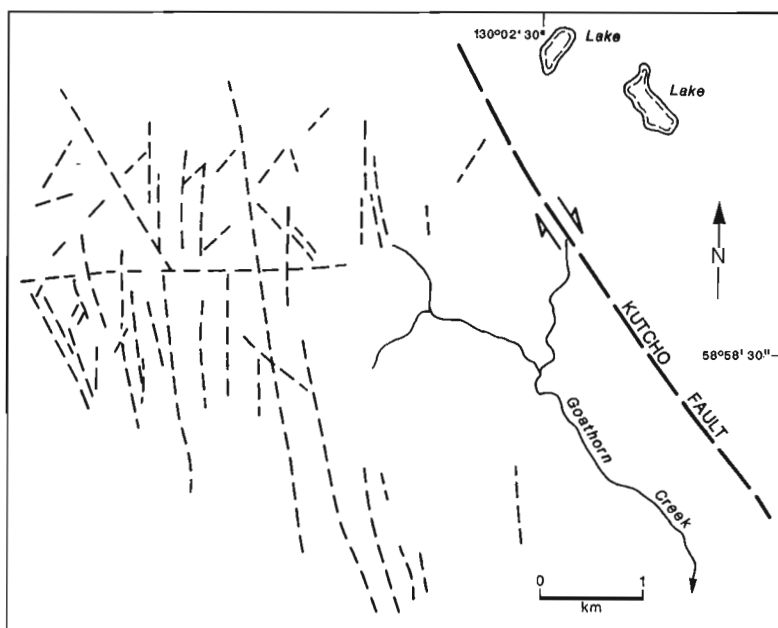 130°02'30"
Lake
Lake
N
KUTCHO
FAULT
58°58'30"
Goathorn
Creek
0 1
km